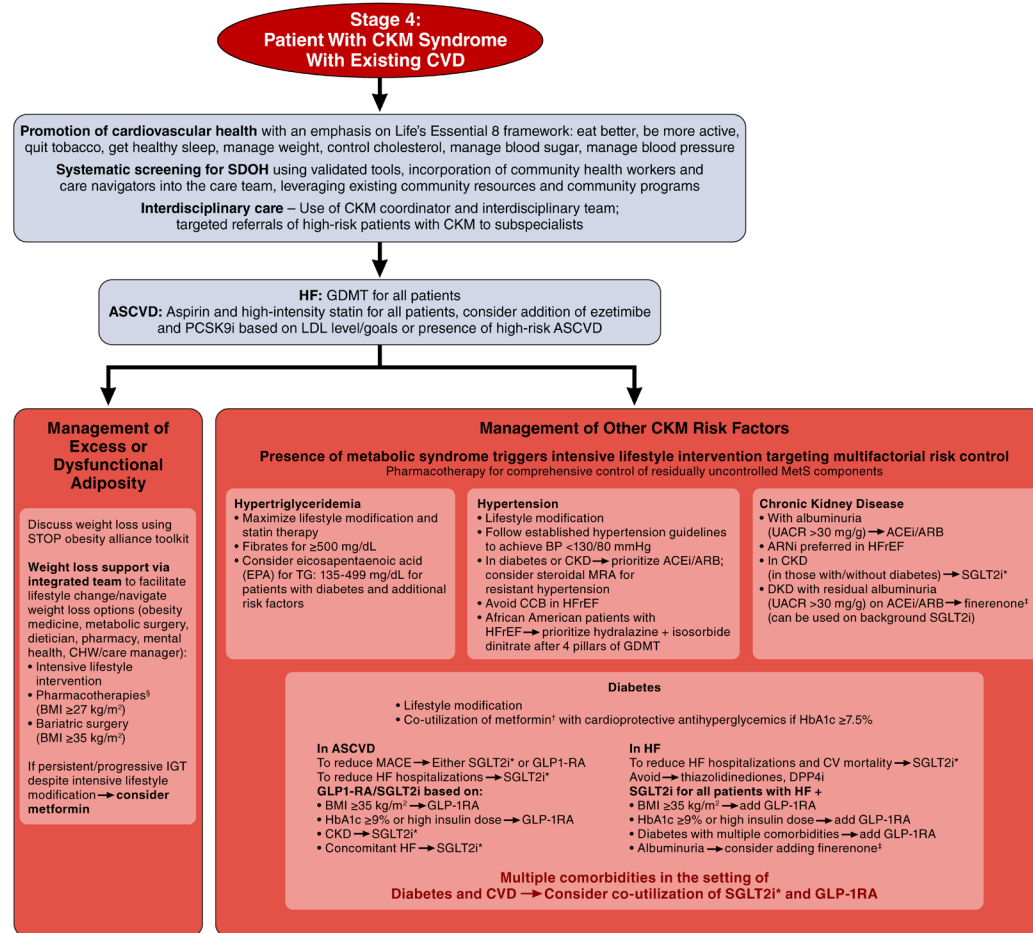 Stage 4:
Patient With CKM Syndrome
With Existing CVD
Promotion of cardiovascular health with an emphasis on Life's Essential 8 framework: eat better, be more active,
quit tobacco, get healthy sleep, manage weight, control cholesterol, manage blood sugar, manage blood pressure
Systematic screening for SDOH using validated tools, incorporation of community health workers and
care navigators into the care team, leveraging existing community resources and community programs
Interdisciplinary care – Use of CKM coordinator and interdisciplinary team;
targeted referrals of high-risk patients with CKM to subspecialists
HF: GDMT for all patients
ASCVD: Aspirin and high-intensity statin for all patients, consider addition of ezetimibe
and PCSK9i based on LDL level/goals or presence of high-risk ASCVD
Management of
Excess or
Dysfunctional
Adiposity
Discuss weight loss using
STOP obesity alliance toolkit
Weight loss support via
integrated team to facilitate
lifestyle change/navigate
weight loss options (obesity
medicine, metabolic surgery,
dietician, pharmacy, mental
health, CHW/care manager):
• Intensive lifestyle
intervention
• Pharmacotherapies§
(BMI ≥27 kg/m²)
• Bariatric surgery
(BMI ≥35 kg/m²)
If persistent/progressive IGT
despite intensive lifestyle
modification → consider
metformin
Management of Other CKM Risk Factors
Presence of metabolic syndrome triggers intensive lifestyle intervention targeting multifactorial risk control
Pharmacotherapy for comprehensive control of residually uncontrolled MetS components
Hypertriglyceridemia
• Maximize lifestyle modification and
statin therapy
• Fibrates for ≥500 mg/dL
• Consider eicosapentaenoic acid
(EPA) for TG: 135-499 mg/dL for
patients with diabetes and additional
risk factors
Hypertension
• Lifestyle modification
• Follow established hypertension guidelines
to achieve BP <130/80 mmHg
• In diabetes or CKD → prioritize ACEi/ARB;
consider steroidal MRA for
resistant hypertension
• Avoid CCB in HFrEF
• African American patients with
HFrEF → prioritize hydralazine + isosorbide
dinitrate after 4 pillars of GDMT
Chronic Kidney Disease
• With albuminuria
(UACR >30 mg/g) → ACEi/ARB
• ARNi preferred in HFrEF
• In CKD
(in those with/without diabetes) → SGLT2i*
• DKD with residual albuminuria
(UACR >30 mg/g) on ACEi/ARB → finerenone‡
(can be used on background SGLT2i)
Diabetes
• Lifestyle modification
• Co-utilization of metformin† with cardioprotective antihyperglycemics if HbA1c ≥7.5%
In ASCVD
To reduce MACE → Either SGLT2i* or GLP1-RA
To reduce HF hospitalizations → SGLT2i*
GLP1-RA/SGLT2i based on:
• BMI ≥35 kg/m² → GLP-1RA
• HbA1c ≥9% or high insulin dose → GLP-1RA
• CKD → SGLT2i*
• Concomitant HF → SGLT2i*
In HF
To reduce HF hospitalizations and CV mortality → SGLT2i*
Avoid → thiazolidinediones, DPP4i
SGLT2i for all patients with HF +
• BMI ≥35 kg/m² → add GLP-1RA
• HbA1c ≥9% or high insulin dose → add GLP-1RA
• Diabetes with multiple comorbidities → add GLP-1RA
• Albuminuria → consider adding finerenone‡
Multiple comorbidities in the setting of
Diabetes and CVD → Consider co-utilization of SGLT2i* and GLP-1RA